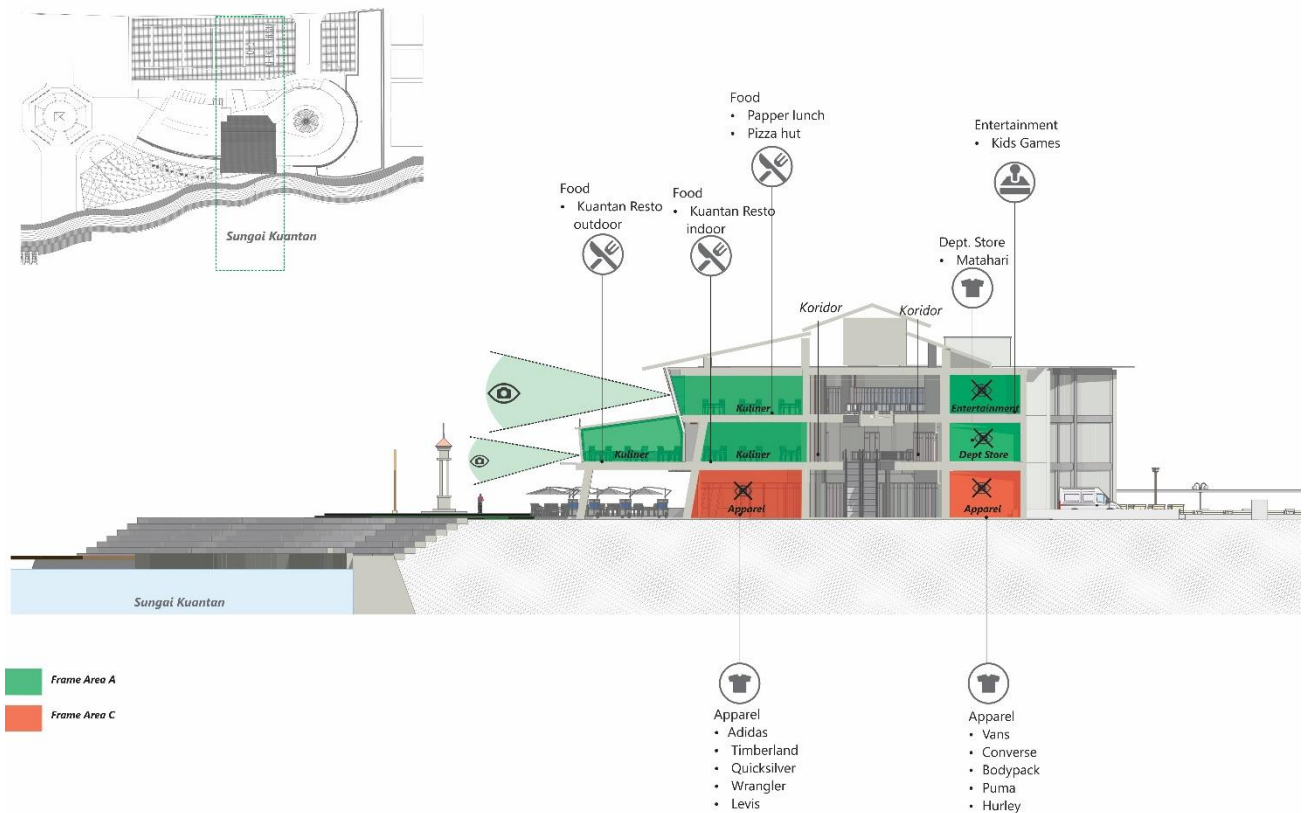 Sungai Kuantan
Food
• Papper lunch
• Pizza hut
Entertainment
• Kids Games
Food
• Kuantan Resto
outdoor
Food
• Kuantan Resto
indoor
Dept. Store
• Matahari
Koridor
Koridor
Kuliner
Entertainment
Kuliner
Kuliner
Dept Store
Apparel
Apparel
Sungai Kuantan
Frame Area A
Frame Area C
Apparel
• Adidas
• Timberland
• Quicksilver
• Wrangler
• Levis
Apparel
• Vans
• Converse
• Bodypack
• Puma
• Hurley